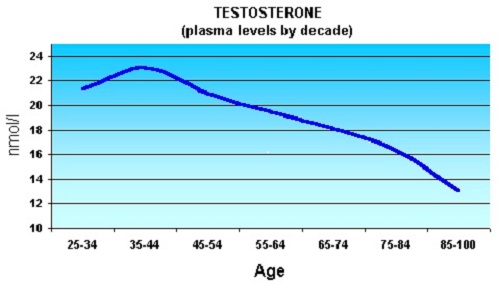 TESTOSTERONE
(plasma levels by decade)
24
22
20
18
16
14
12
10
nmol/l
25-34 35-44 45-54 55-64 65-74 75-84 85-100
Age